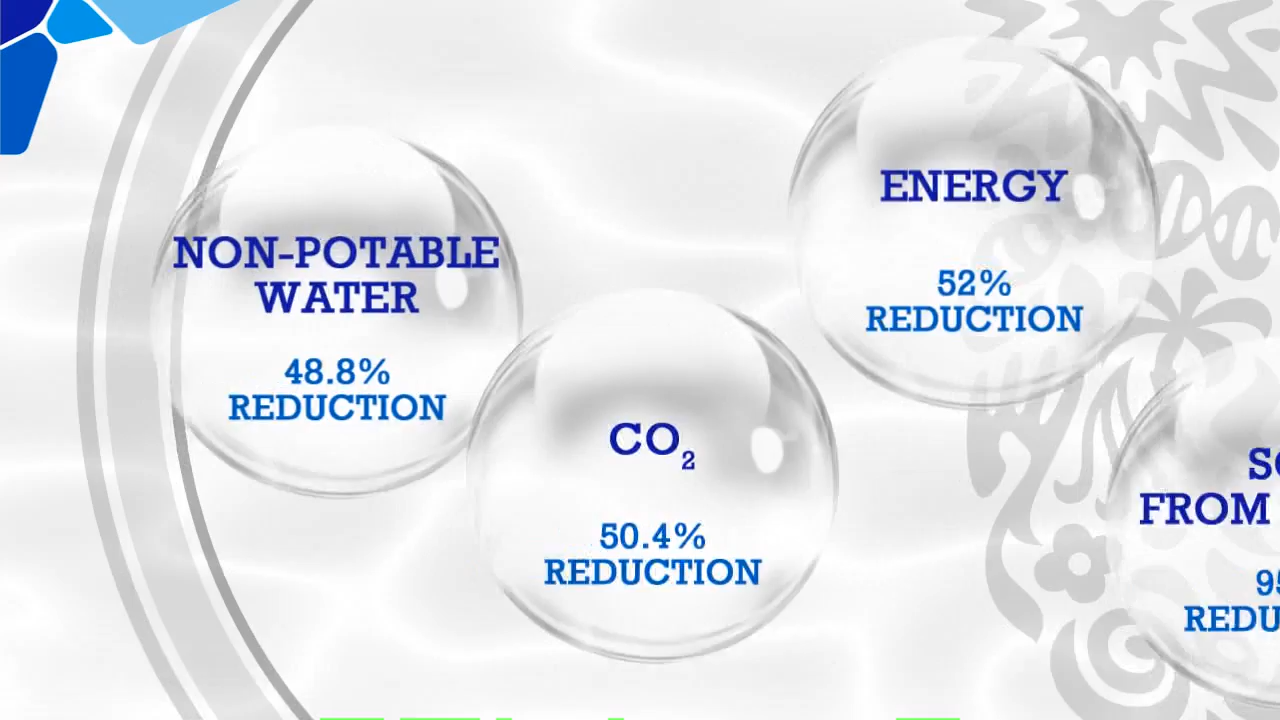 NON-POTABLE
WATER
48.8%
REDUCTION
CO₂
50.4%
REDUCTION
ENERGY
52%
REDUCTION
FROM